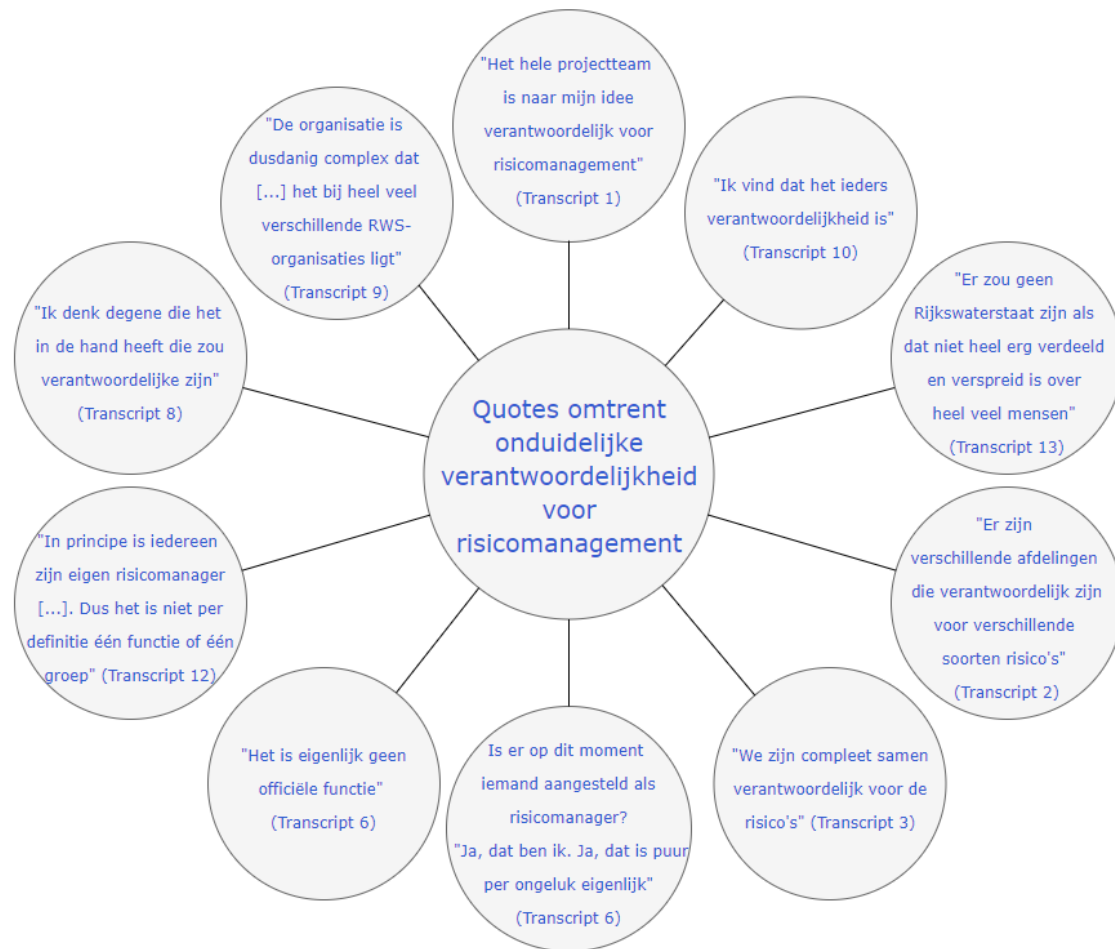 "Het hele projectteam
is naar mijn idee
verantwoordelijk voor
risicomanagement"
(Transcript 1)
"Ik vind dat het ieders
verantwoordelijkheid is"
(Transcript 10)
"Er zou geen
Rijkswaterstaat zijn als
dat niet heel erg verdeeld
en verspreid is over
heel veel mensen"
(Transcript 13)
"Er zijn
verschillende afdelingen
die verantwoordelijk zijn
voor verschillende
soorten risico's"
(Transcript 2)
"We zijn compleet samen
verantwoordelijk voor de
risico's" (Transcript 3)
Is er op dit moment
iemand aangesteld als
risicomanager?
"Ja, dat ben ik. Ja, dat is puur
per ongeluk eigenlijk"
(Transcript 6)
"Het is eigenlijk geen
officiële functie"
(Transcript 6)
"In principe is iedereen
zijn eigen risicomanager
[...]. Dus het is niet per
definitie één functie of één
groep" (Transcript 12)
"Ik denk degene die het
in de hand heeft die zou
verantwoordelijke zijn"
(Transcript 8)
"De organisatie is
dusdanig complex dat
[...] het bij heel veel
verschillende RWS-
organisaties ligt"
(Transcript 9)
Quotes omtrent
onduidelijke
verantwoordelijkheid
voor
risicomanagement